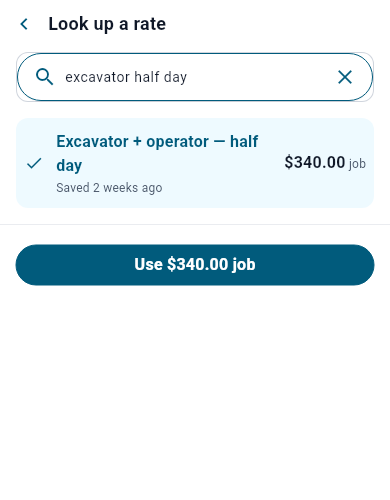 Look up a rate
excavator half day
Excavator + operator — half
day
$340.00 job
Saved 2 weeks ago
Use $340.00 job